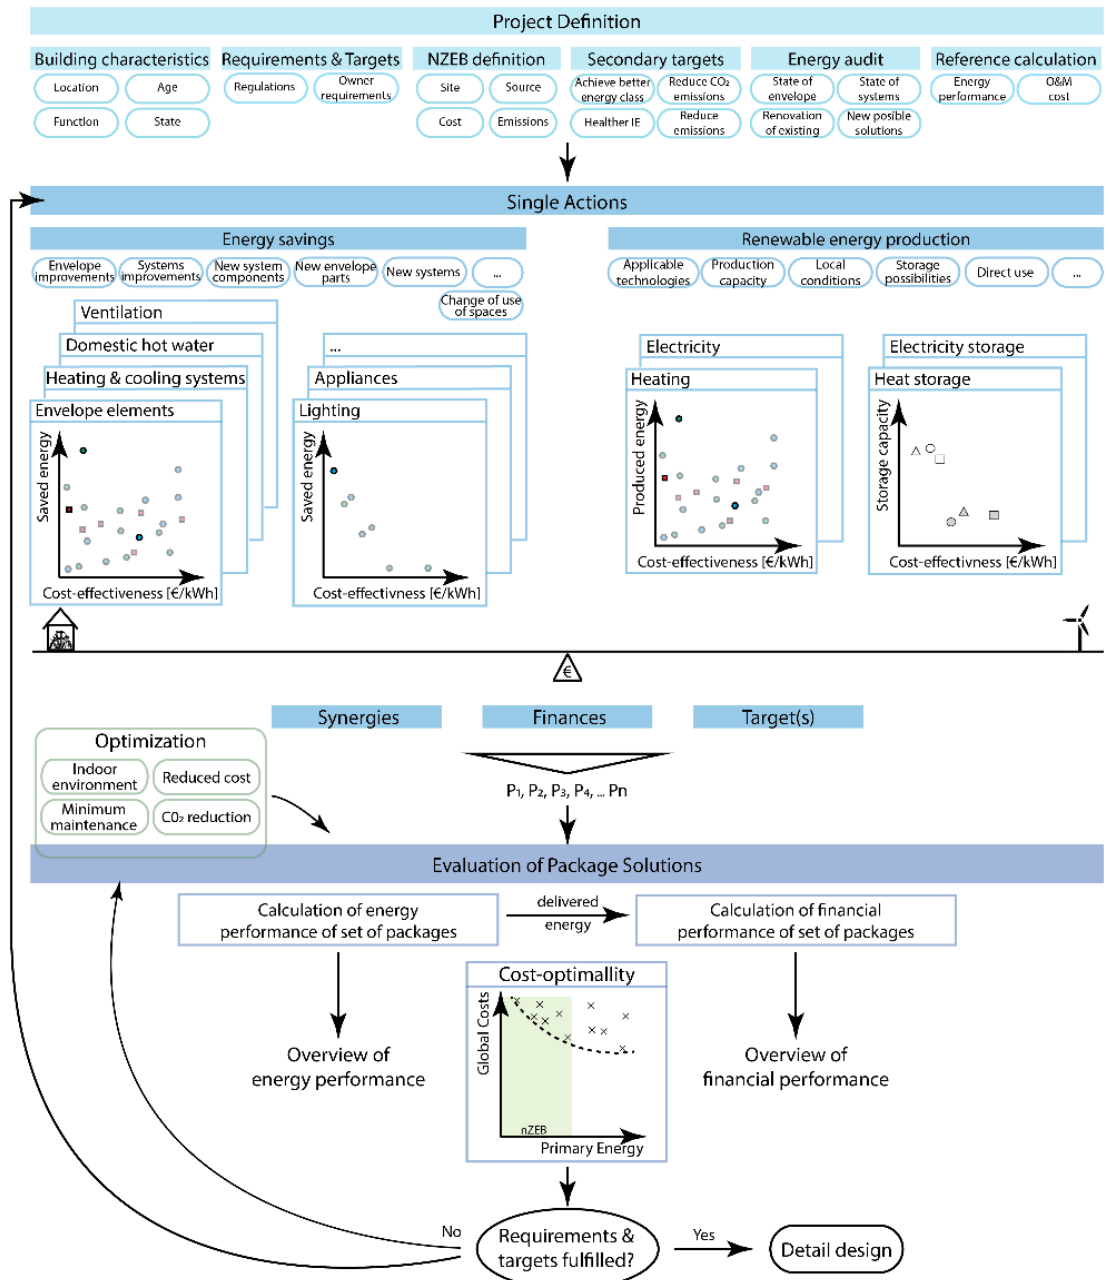 Project Definition
Building characteristics
Requirements & Targets
NZEB definition
Secondary targets
Energy audit
Reference calculation
Location
Age
Function
State
Regulations
Owner
requirements
Site
Source
Cost
Emissions
Achieve better
energy class
Reduce CO₂
emissions
Healther IE
Reduce
emissions
State of
envelope
State of
systems
Renovation
of existing
New posible
solutions
Energy
performance
O&M
cost
Single Actions
Energy savings
Renewable energy production
Envelope
improvements
Systems
improvements
New system
components
New envelope
parts
New systems
...
Change of use
of spaces
Applicable
technologies
Production
capacity
Local
conditions
Storage
possibilities
Direct use
...
Ventilation
Domestic hot water
Heating & cooling systems
Envelope elements
Saved energy
Cost-effectiveness [€/kWh]
...
Appliances
Lighting
Saved energy
Cost-effectivness [€/kWh]
Electricity
Heating
Produced energy
Cost-effectiveness [€/kWh]
Electricity storage
Heat storage
Storage capacity
Cost-effectiveness [€/kWh]
€
Synergies
Finances
Target(s)
Optimization
Indoor
environment
Reduced cost
Minimum
maintenance
C0₂ reduction
P₁, P₂, P₃, P₄, ... Pn
Evaluation of Package Solutions
Calculation of energy
performance of set of packages
delivered
energy
Calculation of financial
performance of set of packages
Cost-optimallity
Global Costs
nZEB
Primary Energy
Overview of
energy performance
Overview of
financial performance
No
Requirements &
targets fulfilled?
Yes
Detail design